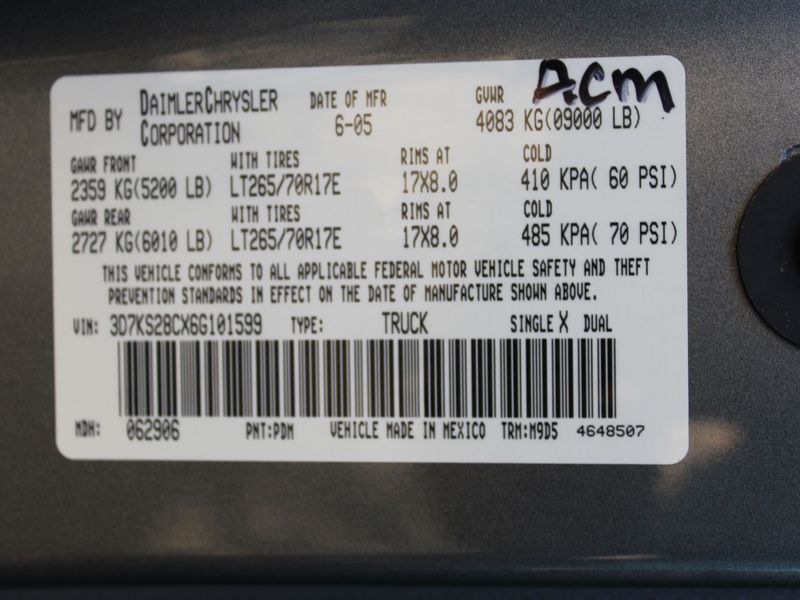 MFD BY DAIMLERCHRYSLER CORPORATION DATE OF MFR 6-05 GVWR ACM 4083 KG(09000 LB)
GAWR FRONT WITH TIRES RIMS AT COLD
2359 KG(5200 LB) LT265/70R17E 17X8.0 410 KPA( 60 PSI)
GAWR REAR WITH TIRES RIMS AT COLD
2727 KG(6010 LB) LT265/70R17E 17X8.0 485 KPA( 70 PSI)
THIS VEHICLE CONFORMS TO ALL APPLICABLE FEDERAL MOTOR VEHICLE SAFETY AND THEFT
PREVENTION STANDARDS IN EFFECT ON THE DATE OF MANUFACTURE SHOWN ABOVE.
VIN: 3D7KS28CX6G101599 TYPE: TRUCK SINGLE X DUAL
MDH: 062906 PNT:PDM VEHICLE MADE IN MEXICO TRM:M9D5 4648507